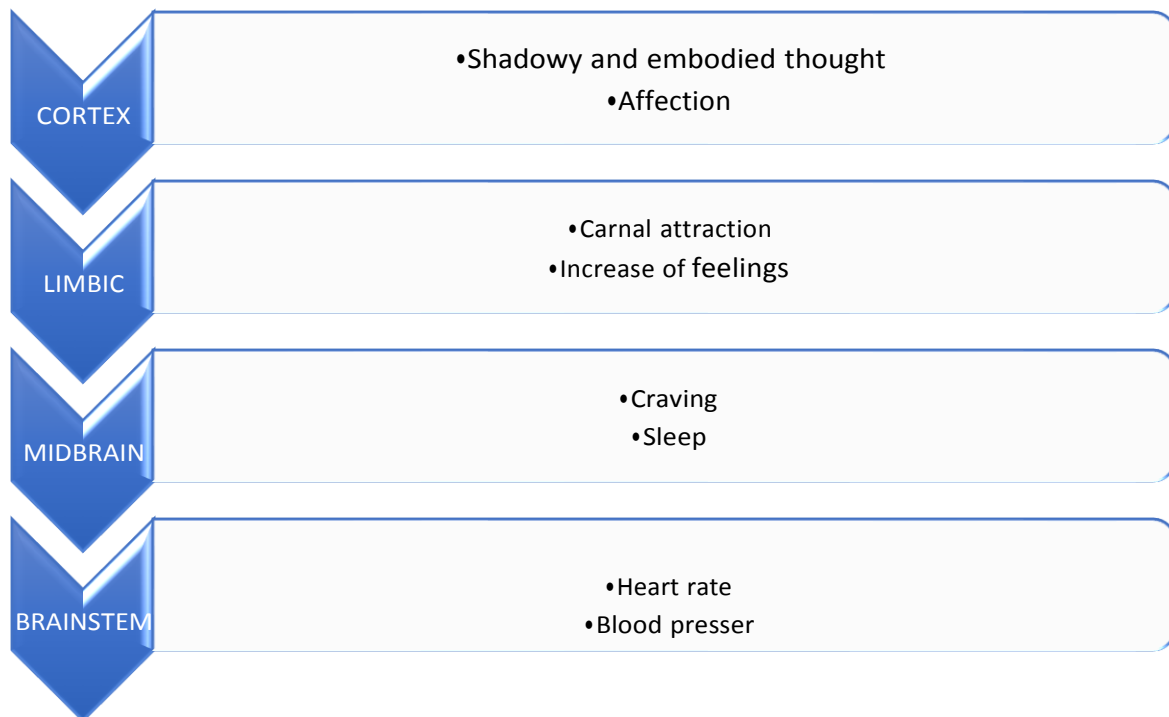 CORTEX
•Shadowy and embodied thought
•Affection
LIMBIC
•Carnal attraction
•Increase of feelings
MIDBRAIN
•Craving
•Sleep
BRAINSTEM
•Heart rate
•Blood presser